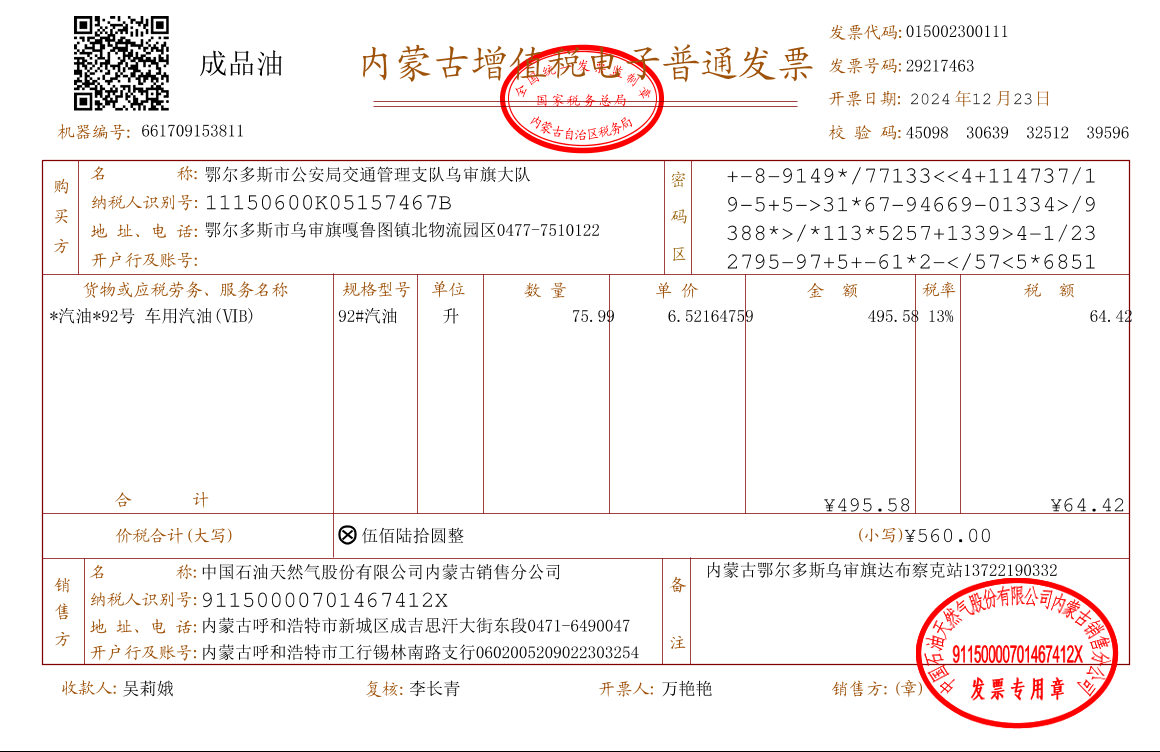 成品油
内蒙古增值税电子普通发票
全国统一发票监制章
国家税务总局
内蒙古自治区税务局
发票代码: 015002300111
发票号码: 29217463
开票日期: 2024 年12 月23日
校 验 码: 45098 30639 32512 39596
机器编号: 661709153811
购买方
名 称: 鄂尔多斯市公安局交通管理支队乌审旗大队
纳税人识别号: 11150600K05157467B
地 址、电 话: 鄂尔多斯市乌审旗嘎鲁图镇北物流园区0477-7510122
开户行及账号:
密码区
+-8-9149*/77133<<4+114737/1
9-5+5->31*67-94669-01334>/9
388*>/*113*5257+1339>4-1/23
2795-97+5+-61*2-</57<5*6851
货物或应税劳务、服务名称 规格型号 单位 数 量 单 价 金 额 税率 税 额
*汽油*92号 车用汽油(VIB) 92#汽油 升 75.99 6.52164759 495.58 13% 64.42
合 计 ¥495.58 ¥64.42
价税合计(大写) ⊗伍佰陆拾圆整 (小写)¥560.00
销售方
名 称: 中国石油天然气股份有限公司内蒙古销售分公司
纳税人识别号: 91150000701467412X
地 址、电 话: 内蒙古呼和浩特市新城区成吉思汗大街东段0471-6490047
开户行及账号: 内蒙古呼和浩特市工行锡林南路支行0602005209022303254
备注
内蒙古鄂尔多斯乌审旗达布察克站13722190332
收款人: 吴莉娥 复核: 李长青 开票人: 万艳艳 销售方: (章)
中国石油天然气股份有限公司内蒙古销售分公司
91150000701467412X
发票专用章